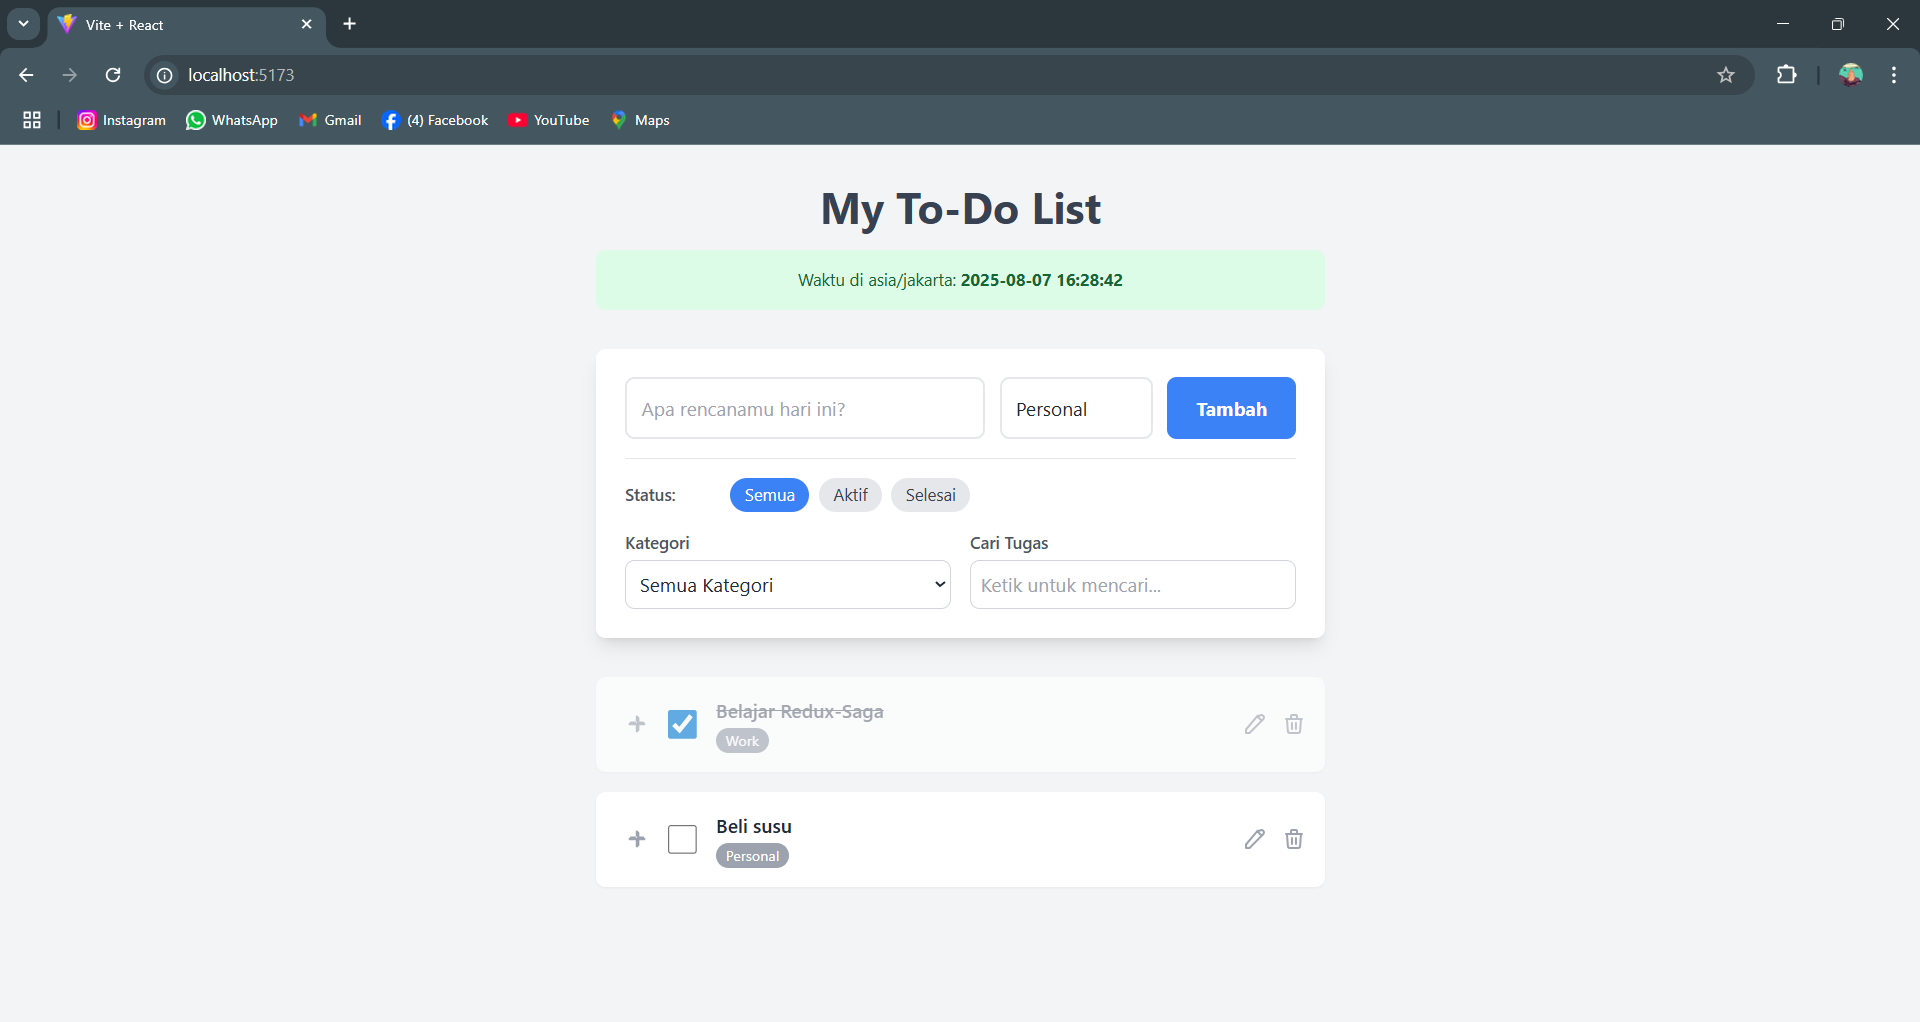 Vite + React
localhost:5173
Instagram WhatsApp Gmail (4) Facebook YouTube Maps
My To-Do List
Waktu di asia/jakarta: 2025-08-07 16:28:42
Apa rencanamu hari ini? Personal Tambah
Status: Semua Aktif Selesai
Kategori Cari Tugas
Semua Kategori Ketik untuk mencari...
Belajar Redux-Saga
Work
Beli susu
Personal